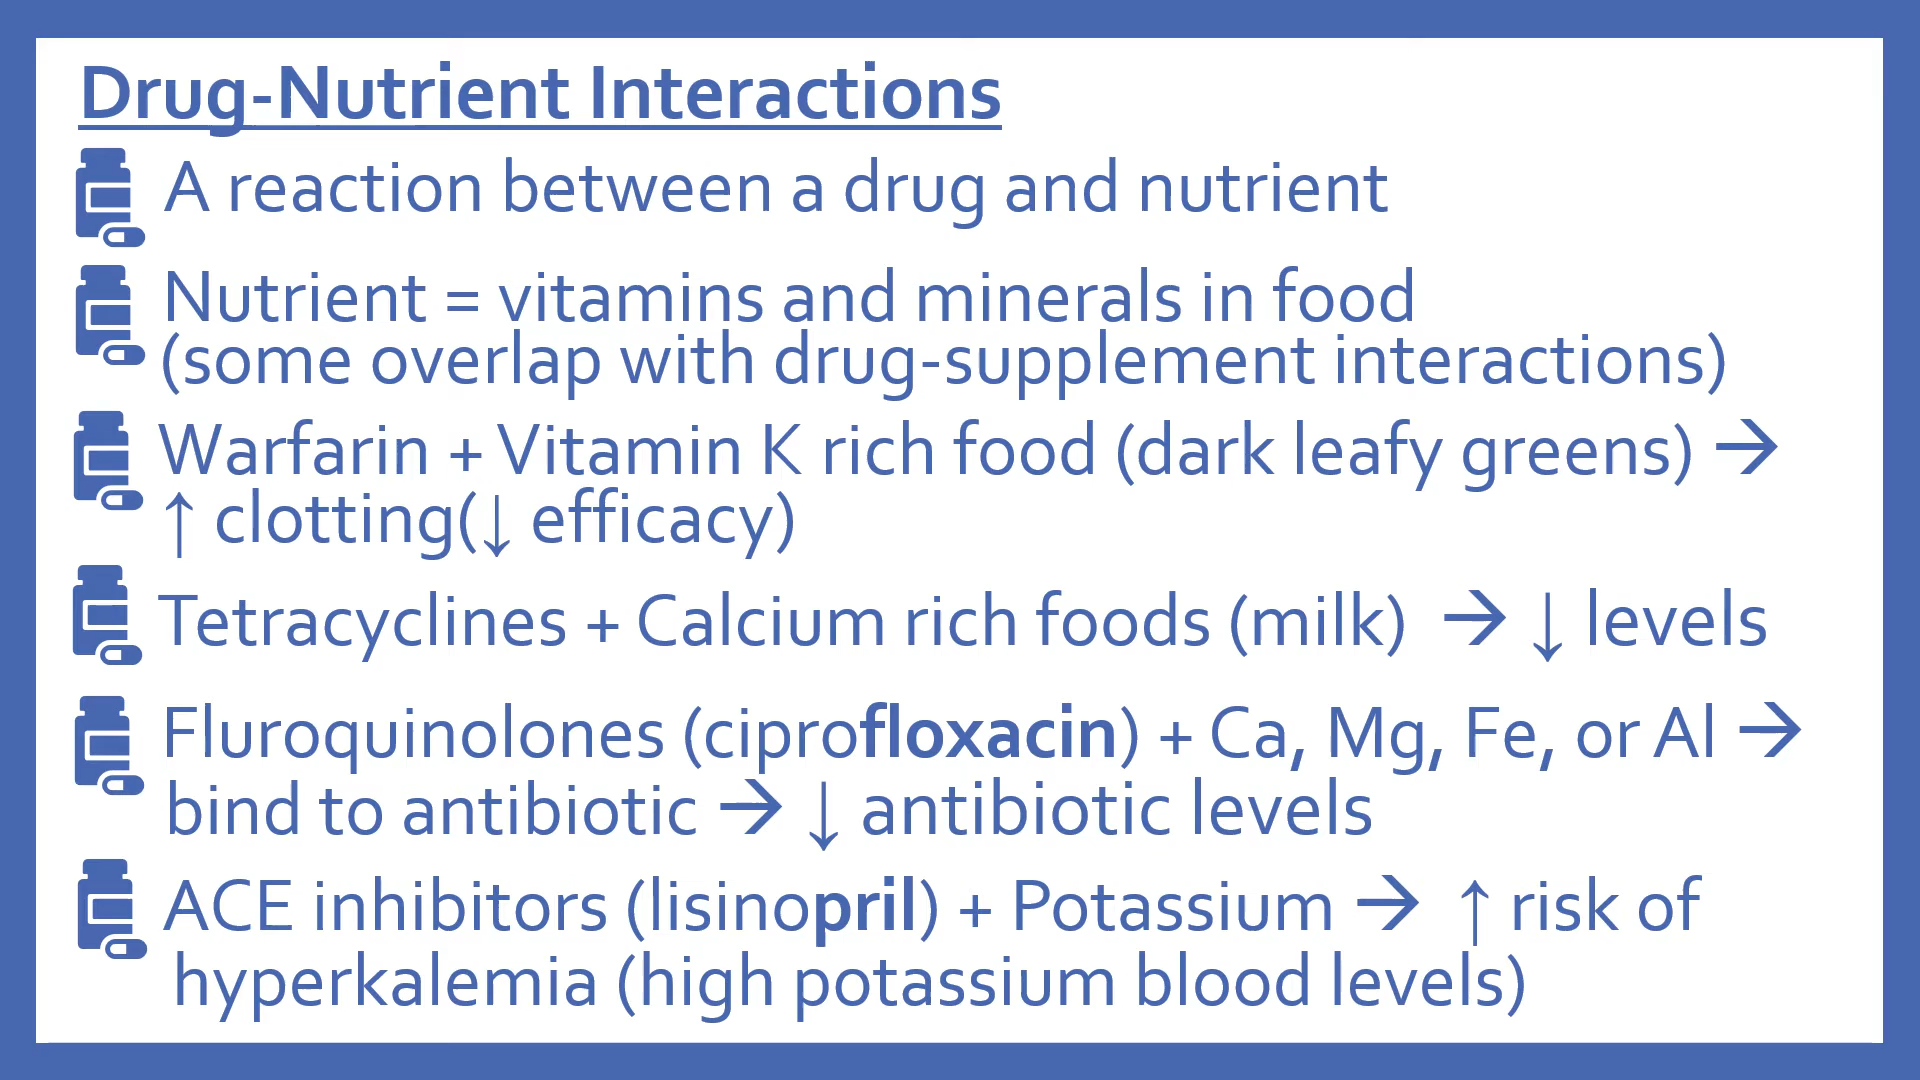 Drug-Nutrient Interactions
A reaction between a drug and nutrient
Nutrient = vitamins and minerals in food
(some overlap with drug-supplement interactions)
Warfarin + Vitamin K rich food (dark leafy greens) →
↑ clotting(↓ efficacy)
Tetracyclines + Calcium rich foods (milk) → ↓ levels
Fluroquinolones (ciprofloxacin) + Ca, Mg, Fe, or Al →
bind to antibiotic → ↓ antibiotic levels
ACE inhibitors (lisinopril) + Potassium → ↑ risk of
hyperkalemia (high potassium blood levels)